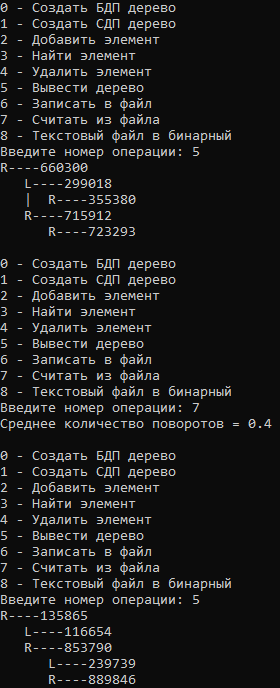 0 - Создать БДП дерево
1 - Создать СДП дерево
2 - Добавить элемент
3 - Найти элемент
4 - Удалить элемент
5 - Вывести дерево
6 - Записать в файл
7 - Считать из файла
8 - Текстовый файл в бинарный
Введите номер операции: 5
R----660300
   L----299018
   |  R----355380
   R----715912
      R----723293

0 - Создать БДП дерево
1 - Создать СДП дерево
2 - Добавить элемент
3 - Найти элемент
4 - Удалить элемент
5 - Вывести дерево
6 - Записать в файл
7 - Считать из файла
8 - Текстовый файл в бинарный
Введите номер операции: 7
Среднее количество поворотов = 0.4

0 - Создать БДП дерево
1 - Создать СДП дерево
2 - Добавить элемент
3 - Найти элемент
4 - Удалить элемент
5 - Вывести дерево
6 - Записать в файл
7 - Считать из файла
8 - Текстовый файл в бинарный
Введите номер операции: 5
R----135865
   L----116654
   R----853790
      L----239739
      R----889846